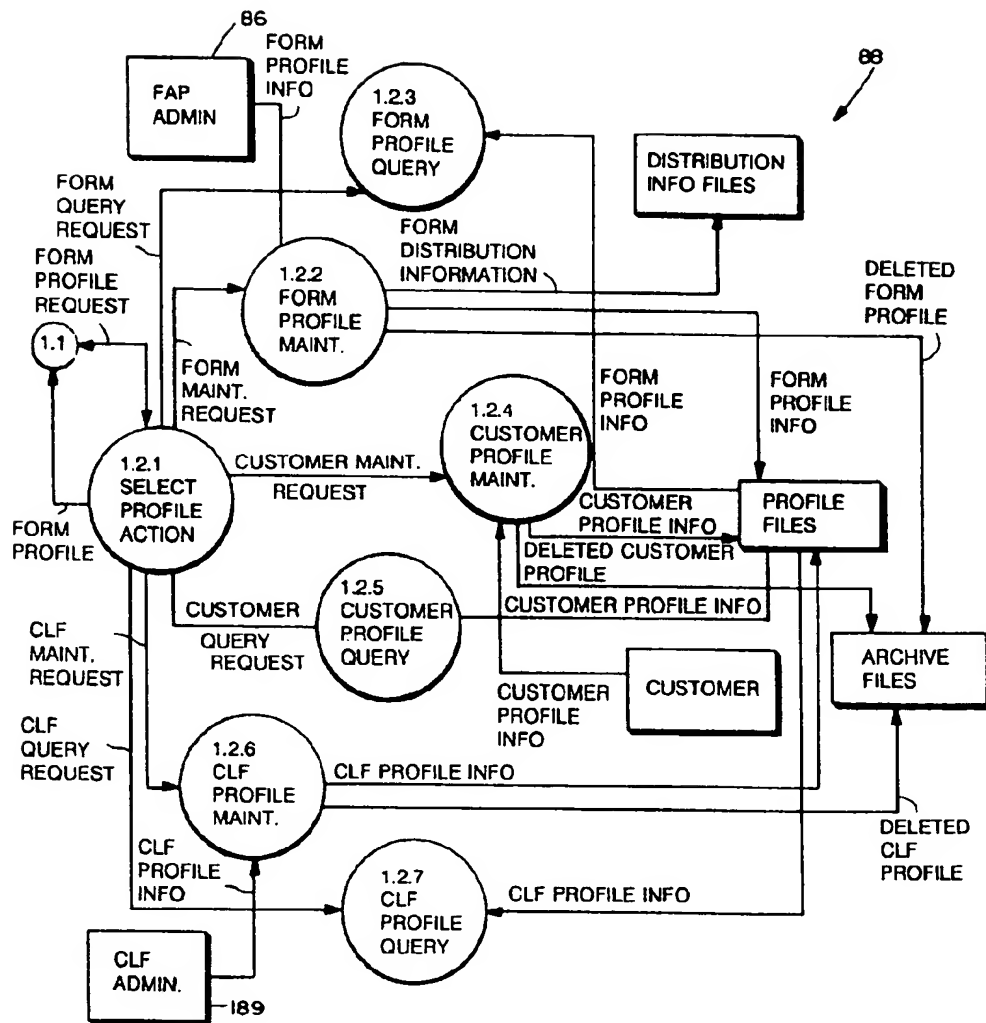 86
FAP
ADMIN
FORM
PROFILE
INFO
88
1.2.3
FORM
PROFILE
QUERY
DISTRIBUTION
INFO FILES
FORM
QUERY
REQUEST
FORM
DISTRIBUTION
INFORMATION
FORM
PROFILE
REQUEST
1.2.2
FORM
PROFILE
MAINT.
DELETED
FORM
PROFILE
1.1
FORM
MAINT.
REQUEST
FORM
PROFILE
INFO
FORM
PROFILE
INFO
1.2.4
CUSTOMER
PROFILE
MAINT.
1.2.1
SELECT
PROFILE
ACTION
CUSTOMER MAINT.
REQUEST
FORM
PROFILE
CUSTOMER
PROFILE INFO
PROFILE
FILES
DELETED CUSTOMER
PROFILE
CUSTOMER PROFILE INFO
CUSTOMER
QUERY
REQUEST
1.2.5
CUSTOMER
PROFILE
QUERY
CLF
MAINT.
REQUEST
ARCHIVE
FILES
CUSTOMER
PROFILE
INFO
CUSTOMER
CLF
QUERY
REQUEST
1.2.6
CLF
PROFILE
MAINT.
CLF PROFILE INFO
DELETED
CLF
PROFILE
CLF
PROFILE
INFO
1.2.7
CLF
PROFILE
QUERY
CLF PROFILE INFO
CLF
ADMIN.
189